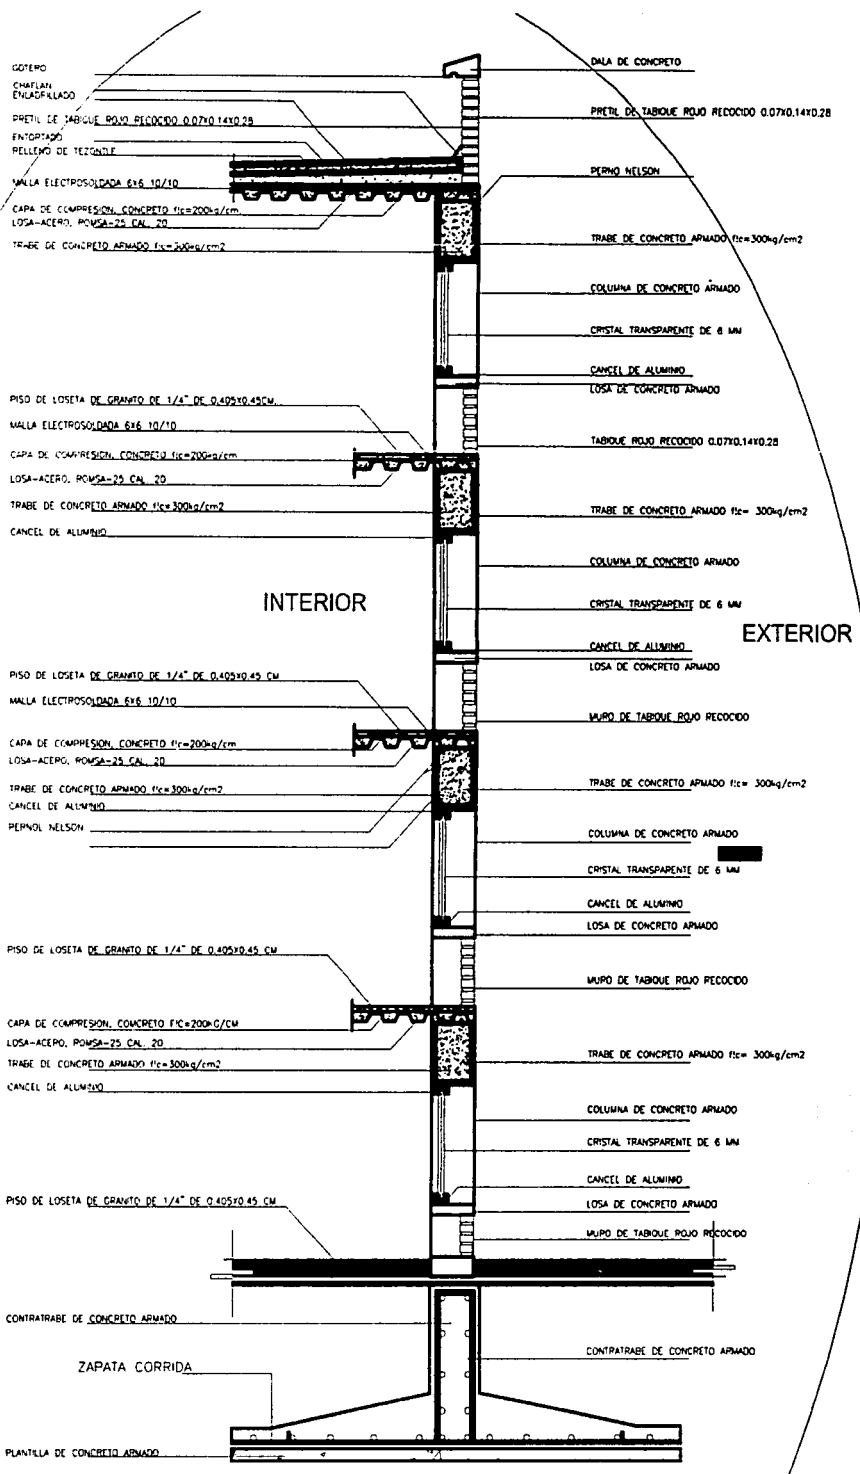 GOTERO
CHAFLAN
ENLADRILLADO
PRETIL DE TABIQUE ROJO RECOCIDO 0.07X0.14X0.28
ENTORTADO
RELLENO DE TEZONTLE
MALLA ELECTROSOLDADA 6X6 10/10
CAPA DE COMPRESION, CONCRETO f'c=200kg/cm
LOSA-ACERO, ROMSA-25 CAL. 20
TRABE DE CONCRETO ARMADO f'c=300kg/cm2
PISO DE LOSETA DE GRANITO DE 1/4" DE 0.405X0.45CM.
MALLA ELECTROSOLDADA 6X6 10/10
CAPA DE COMPRESION, CONCRETO f'c=200kg/cm
LOSA-ACERO, ROMSA-25 CAL. 20
TRABE DE CONCRETO ARMADO f'c=300kg/cm2
CANCEL DE ALUMINIO
INTERIOR
PISO DE LOSETA DE GRANITO DE 1/4" DE 0.405X0.45 CM
MALLA ELECTROSOLDADA 6X6 10/10
CAPA DE COMPRESION, CONCRETO f'c=200kg/cm
LOSA-ACERO, ROMSA-25 CAL. 20
TRABE DE CONCRETO ARMADO f'c=300kg/cm2
CANCEL DE ALUMINIO
PERNOL NELSON
PISO DE LOSETA DE GRANITO DE 1/4" DE 0.405X0.45 CM
CAPA DE COMPRESION, COMCRETO F'C=200KG/CM
LOSA-ACERO, ROMSA-25 CAL. 20
TRABE DE CONCRETO ARMADO f'c=300kg/cm2
CANCEL DE ALUMINIO
PISO DE LOSETA DE GRANITO DE 1/4" DE 0.405X0.45 CM
CONTRATRABE DE CONCRETO ARMADO
ZAPATA CORRIDA
PLANTILLA DE CONCRETO ARMADO
DALA DE CONCRETO
PRETIL DE TABIQUE ROJO RECOCIDO 0.07X0.14X0.28
PERNO NELSON
TRABE DE CONCRETO ARMADO f'c=300kg/cm2
COLUMNA DE CONCRETO ARMADO
CRISTAL TRANSPARENTE DE 6 MM
CANCEL DE ALUMINIO
LOSA DE CONCRETO ARMADO
TABIQUE ROJO RECOCIDO 0.07X0.14X0.28
TRABE DE CONCRETO ARMADO f'c= 300kg/cm2
COLUMNA DE CONCRETO ARMADO
CRISTAL TRANSPARENTE DE 6 MM
EXTERIOR
CANCEL DE ALUMINIO
LOSA DE CONCRETO ARMADO
MURO DE TABIQUE ROJO RECOCIDO
TRABE DE CONCRETO ARMADO f'c= 300kg/cm2
COLUMNA DE CONCRETO ARMADO
CRISTAL TRANSPARENTE DE 6 MM
CANCEL DE ALUMINIO
LOSA DE CONCRETO ARMADO
MURO DE TABIQUE ROJO RECOCIDO
TRABE DE CONCRETO ARMADO f'c= 300kg/cm2
COLUMNA DE CONCRETO ARMADO
CRISTAL TRANSPARENTE DE 6 MM
CANCEL DE ALUMINIO
LOSA DE CONCRETO ARMADO
MURO DE TABIQUE ROJO RECOCIDO
CONTRATRABE DE CONCRETO ARMADO